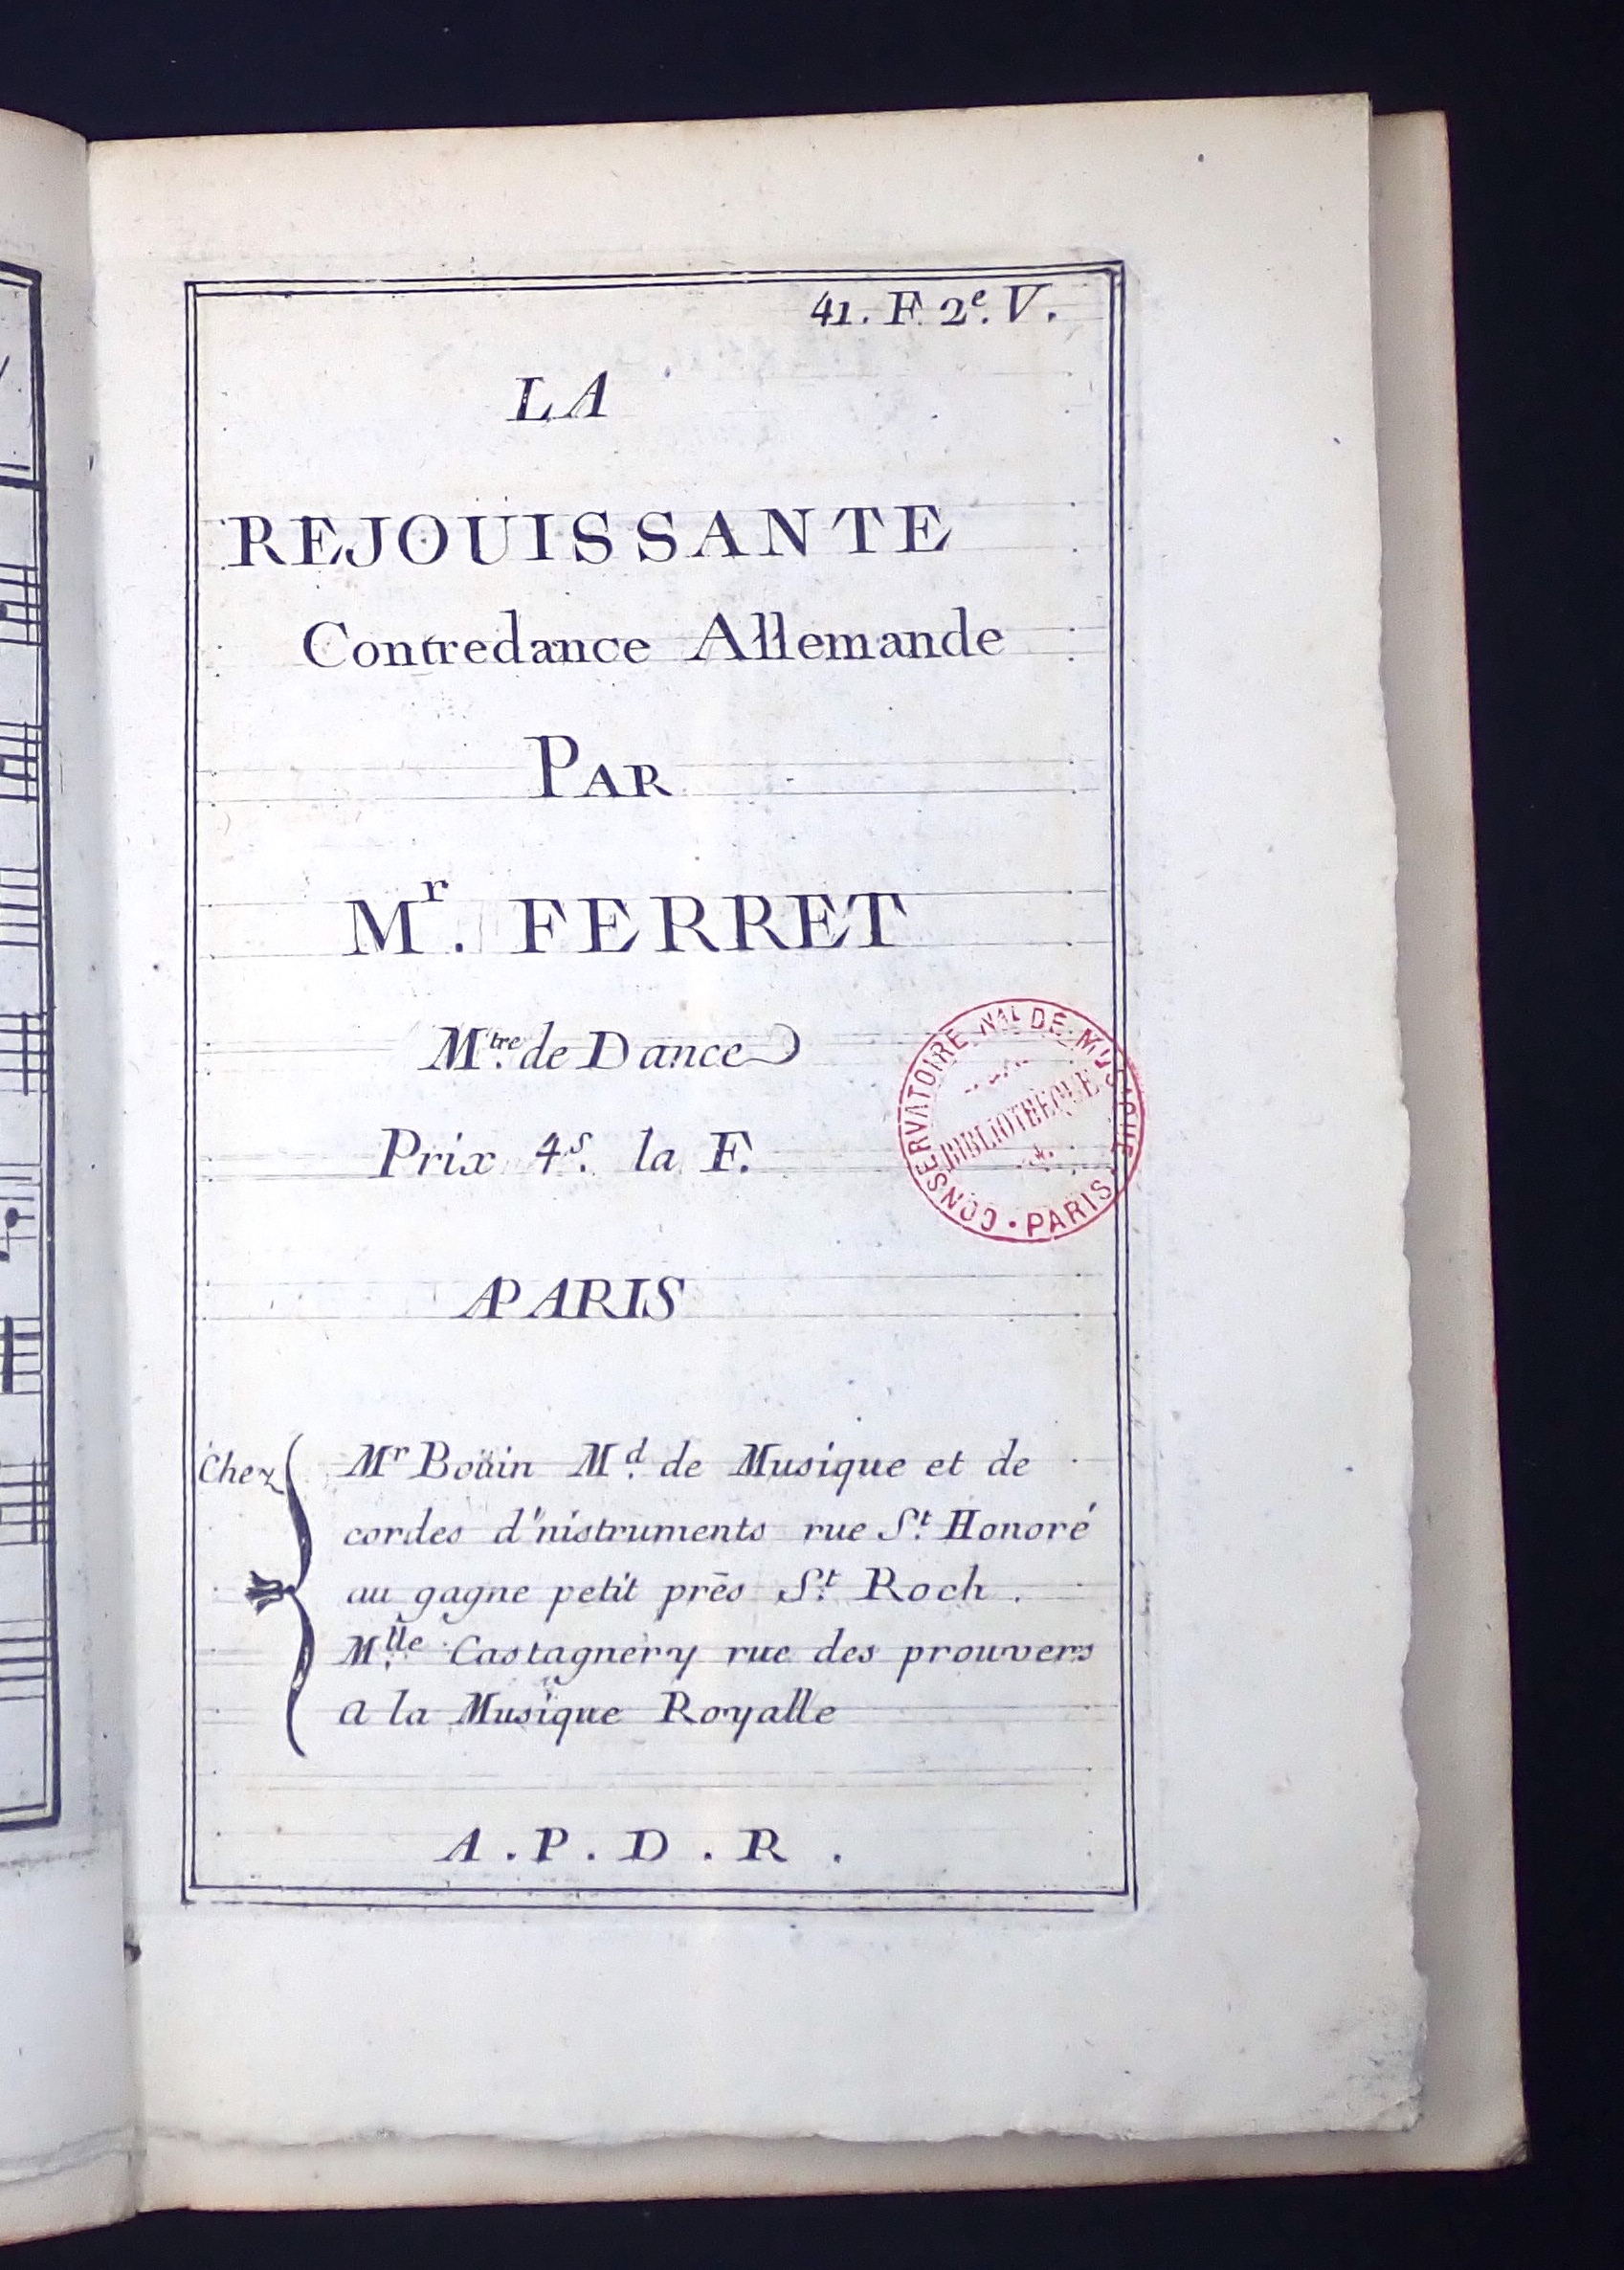 41. F. 2e. V.
LA
REJOUISSANTE
Contredance Allemande
PAR
Mr. FERRET
Mtre. de Dance
Prix 4s. la F.
A PARIS
Chez
Mr Boüin Md. de Musique et de
cordes d'nistruments rue St. Honoré
au gagne petit prēs St. Roch .
Mlle. Castagnery rue des prouvers
a la Musique Royalle
A . P . D . R .
CONSERVATOIRE NAL DE MUSIQUE . PARIS .
BIBLIOTHEQUE